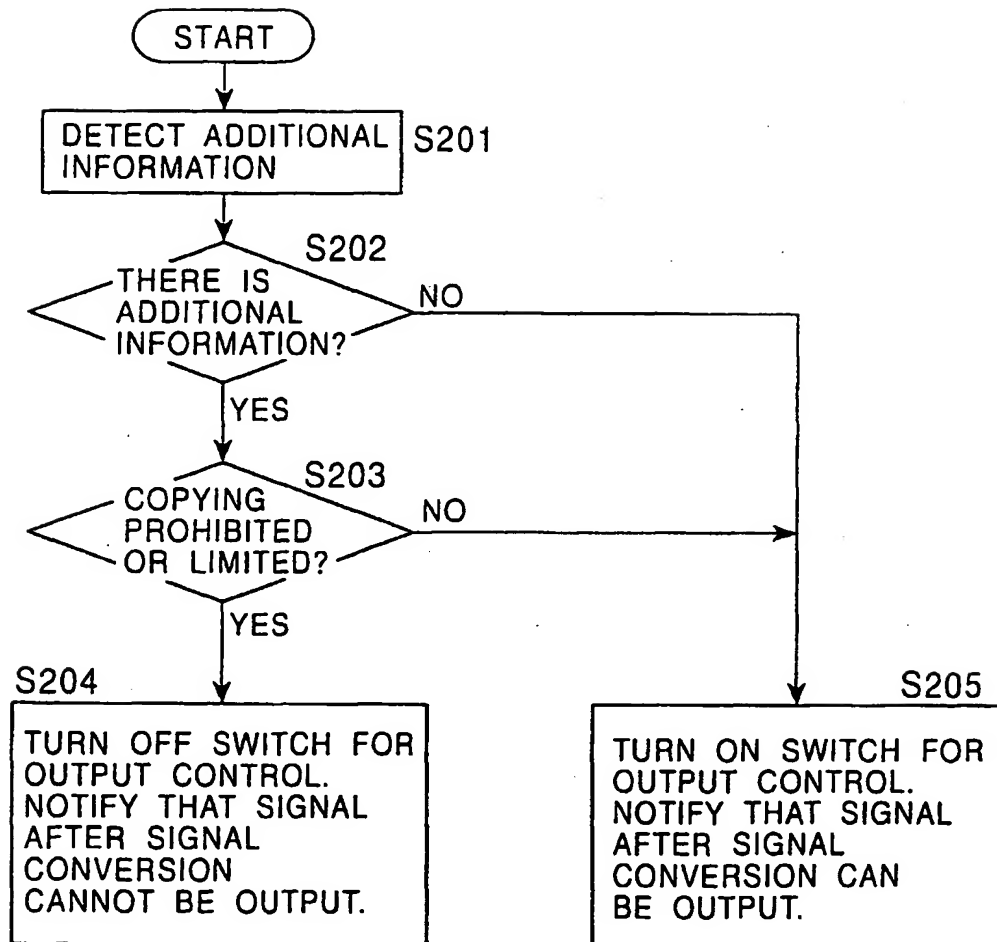 START
DETECT ADDITIONAL
INFORMATION
S201
S202
THERE IS
ADDITIONAL
INFORMATION?
NO
YES
S203
COPYING
PROHIBITED
OR LIMITED?
NO
YES
S204
TURN OFF SWITCH FOR
OUTPUT CONTROL.
NOTIFY THAT SIGNAL
AFTER SIGNAL
CONVERSION
CANNOT BE OUTPUT.
S205
TURN ON SWITCH FOR
OUTPUT CONTROL.
NOTIFY THAT SIGNAL
AFTER SIGNAL
CONVERSION CAN
BE OUTPUT.